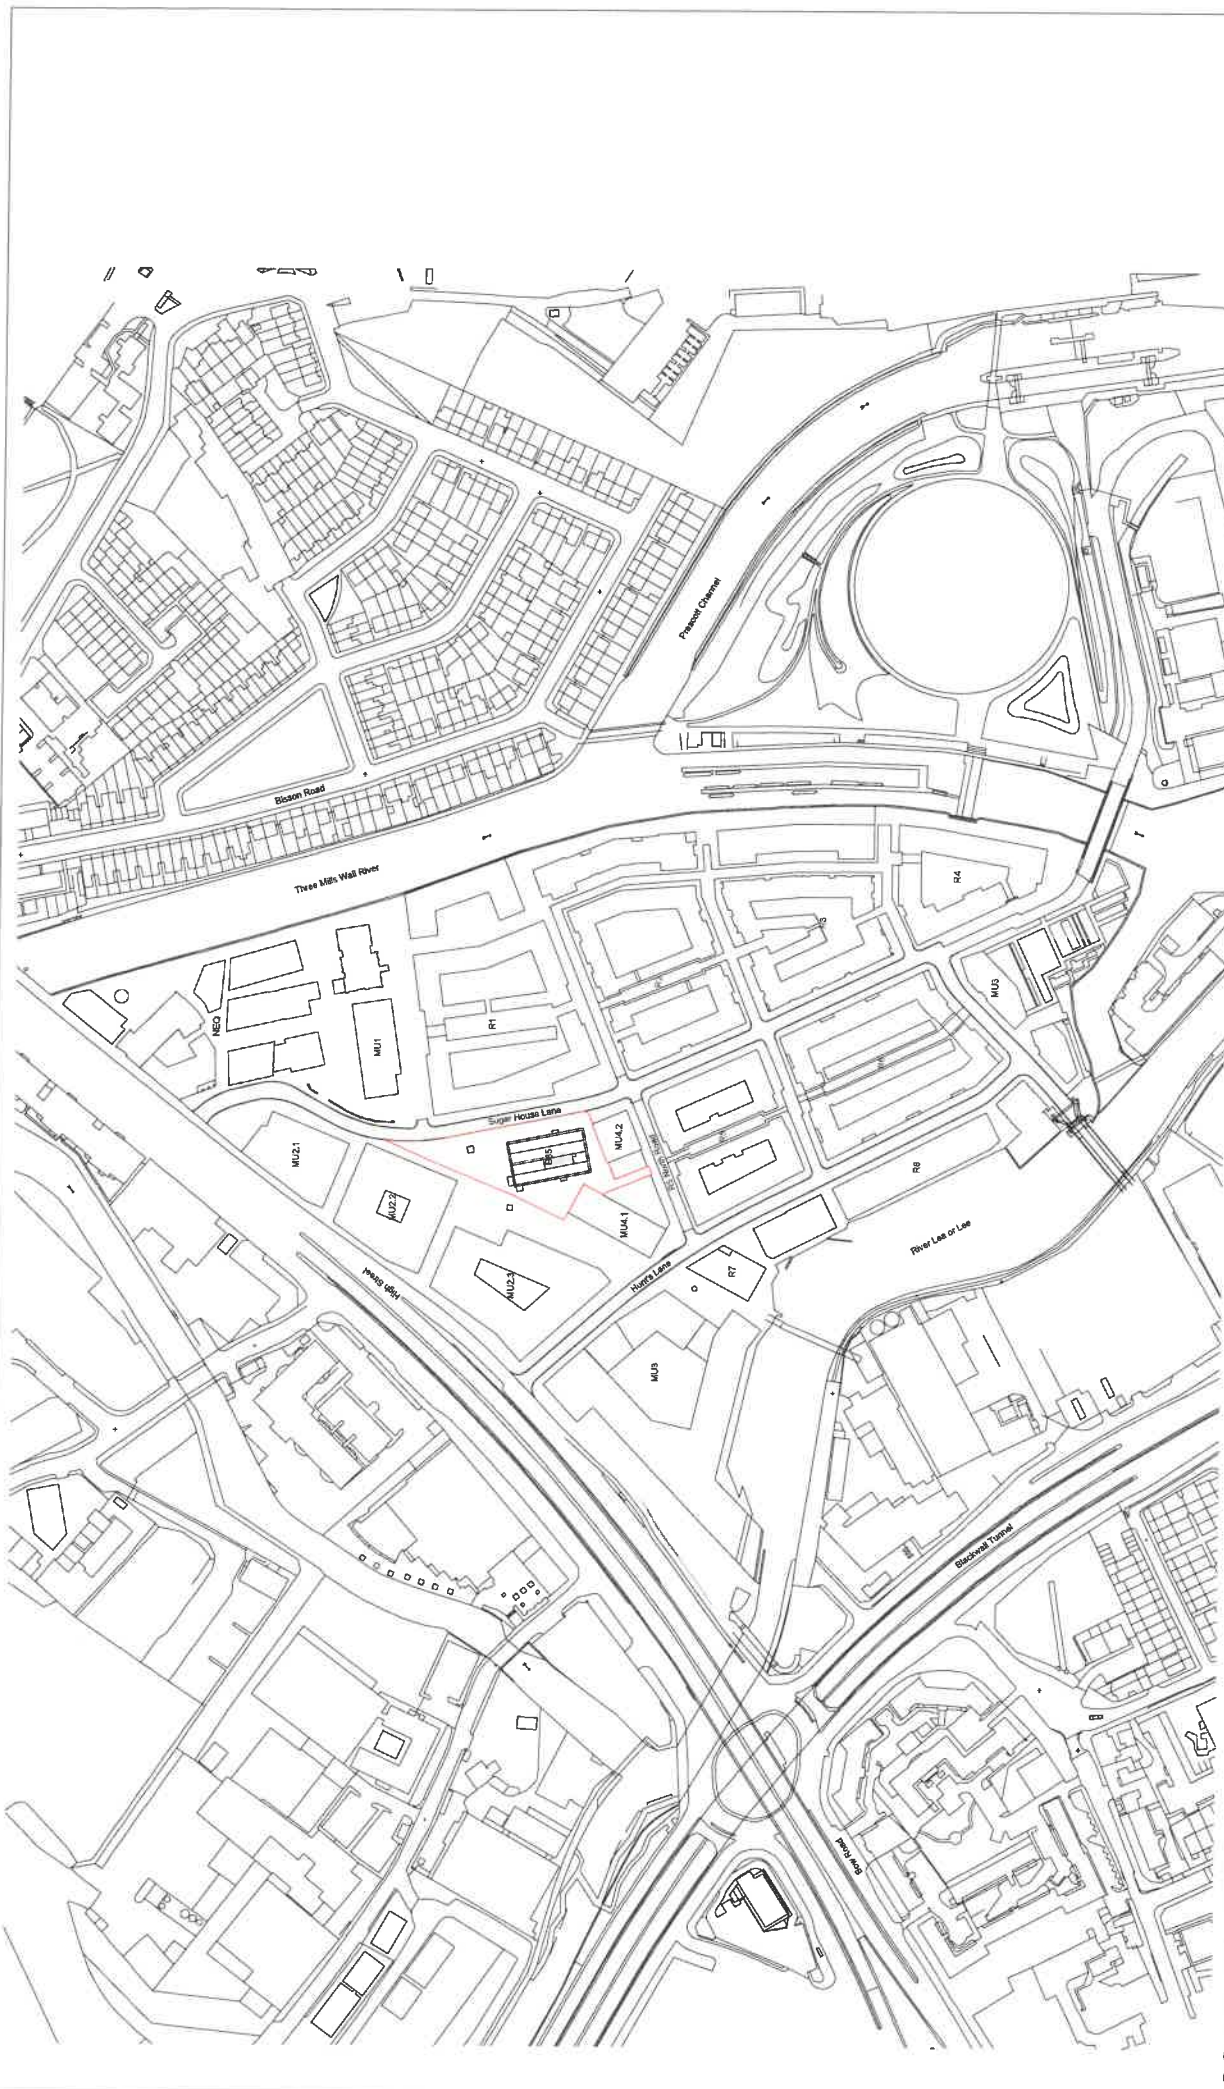 Prescott Channel
Bisson Road
Three Mills Wall River
R4
NEQ
MU1
R1
MU3
Sugar House Lane
MU2.1
MU4.2
MU2.2
R8
MU4.1
River Lea or Lee
MU2.3
Hunt's Lane
R7
High Street
MU3
Blackwall Tunnel
Bow Road